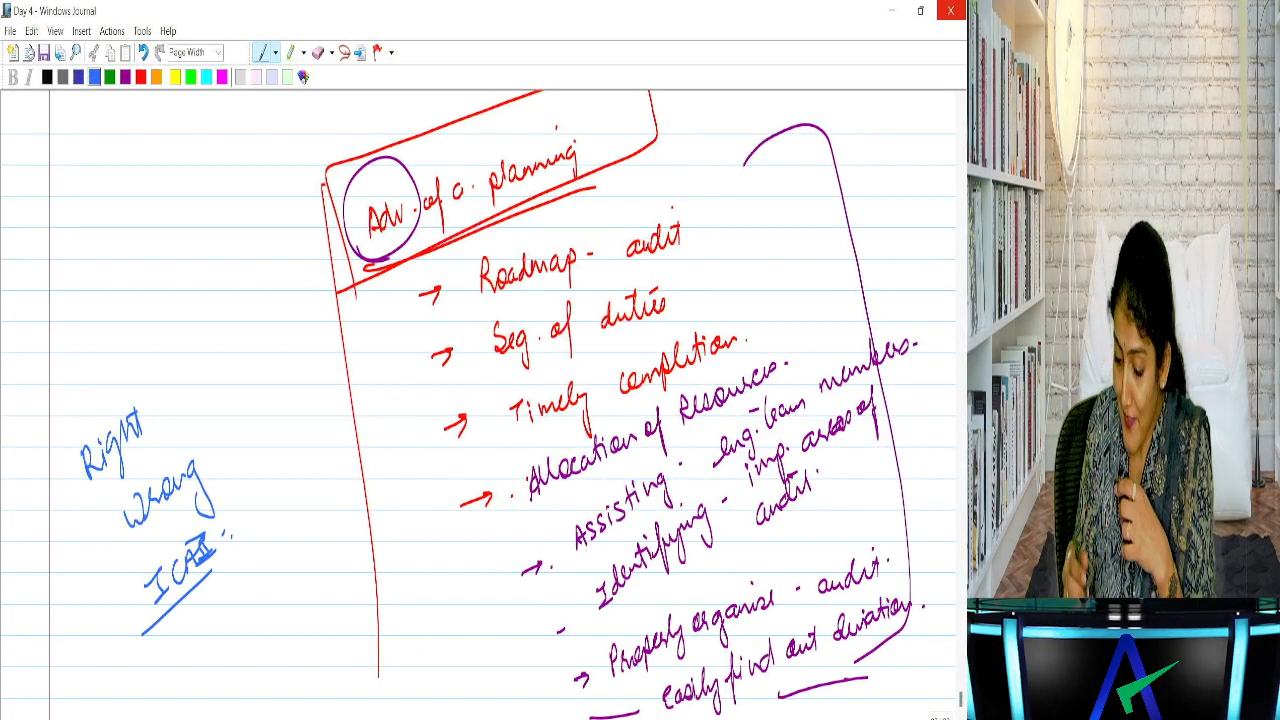 Day 4 - Windows Journal
File Edit View Insert Actions Tools Help
Page Width
B I
Adv. of a. planning
→ Roadmap - audit
→ Seg. of duties
→ Timely completion.
→ Allocation of Resources.
→ Assisting. eng-team members.
- Identifying - imp. areas of
audit.
→ Properly organise - audit.
Easily find out deviation.
Right
Wrong
ICAI